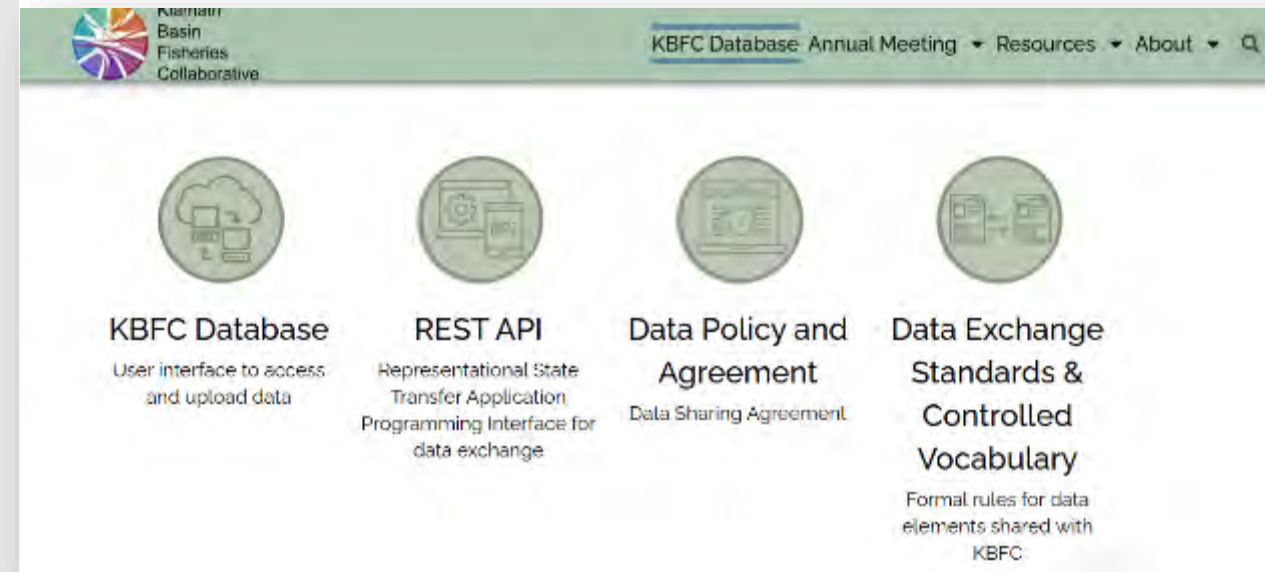 Klamath
Basin
Fisheries
Collaborative
KBFC Database Annual Meeting Resources About
KBFC Database
User interface to access
and upload data
REST API
Representational State
Transfer Application
Programming Interface for
data exchange
Data Policy and
Agreement
Data Sharing Agreement
Data Exchange
Standards &
Controlled
Vocabulary
Formal rules for data
elements shared with
KBFC